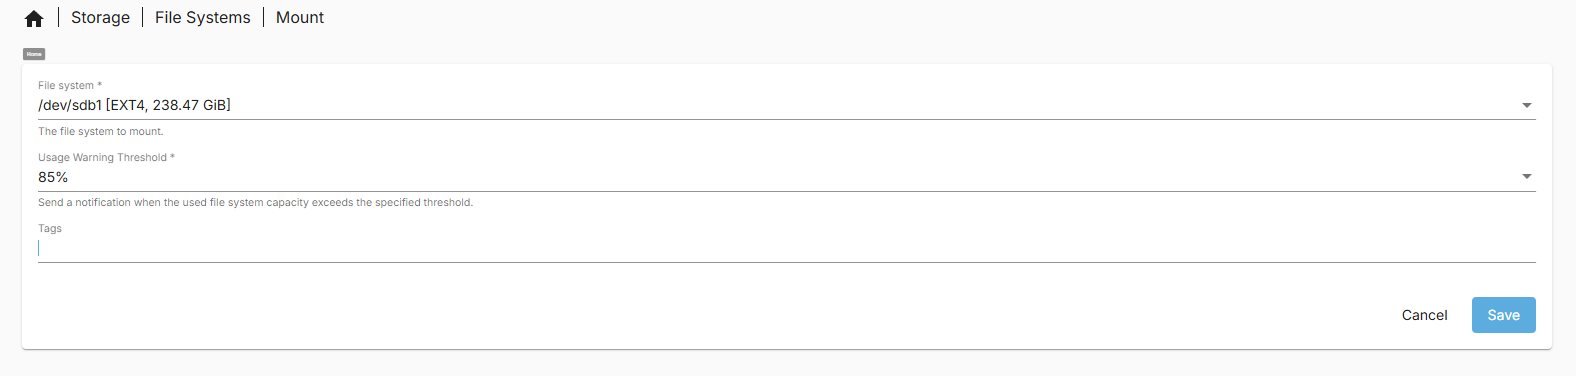 Storage | File Systems | Mount
Home
File system *
/dev/sdb1 [EXT4, 238.47 GiB]
The file system to mount.
Usage Warning Threshold *
85%
Send a notification when the used file system capacity exceeds the specified threshold.
Tags
Cancel Save